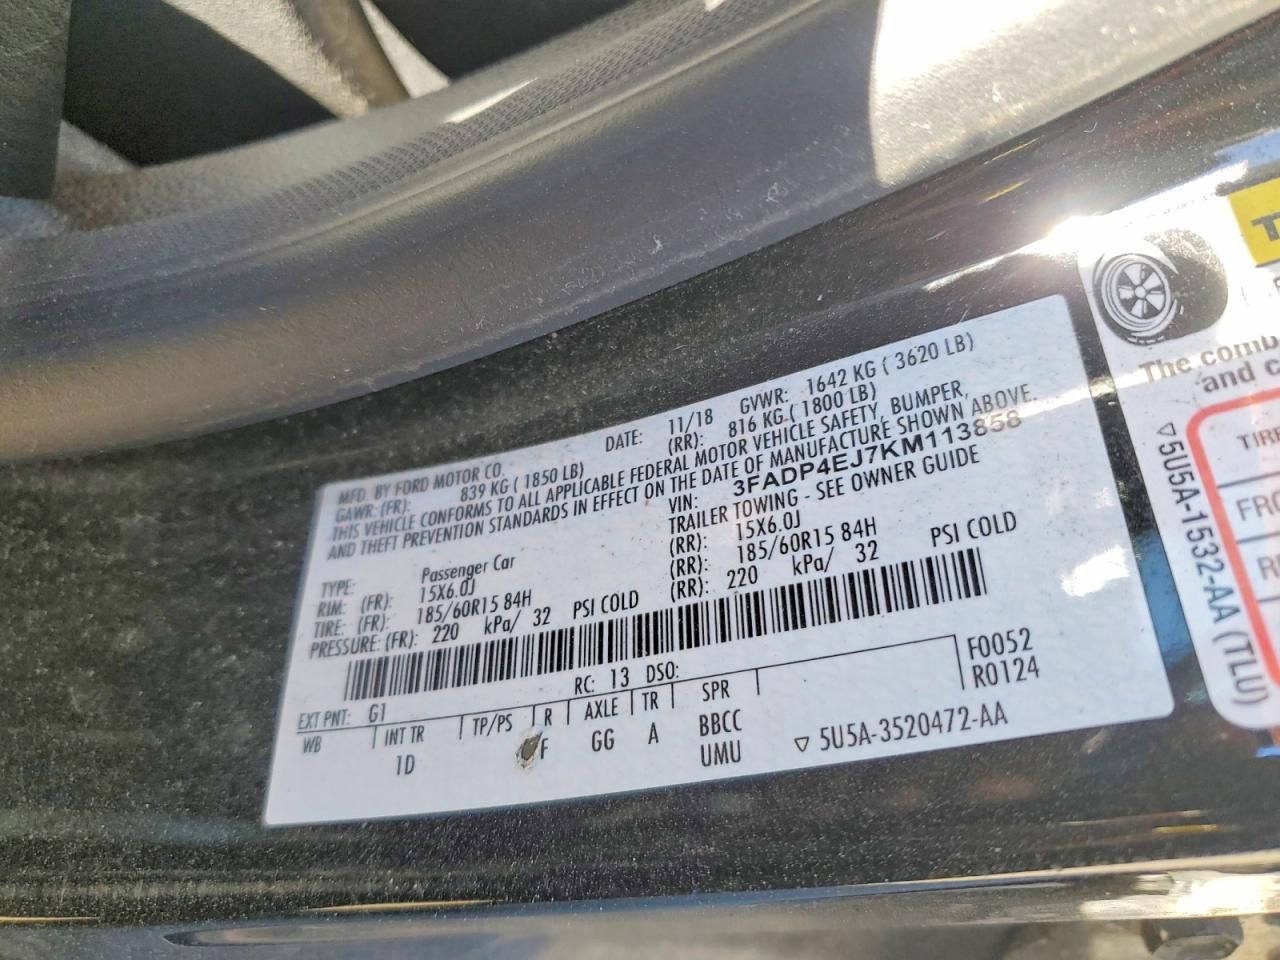 MFD. BY FORD MOTOR CO. DATE: 11/18 GVWR: 1642 KG ( 3620 LB)
GAWR: (FR): 839 KG ( 1850 LB) (RR): 816 KG ( 1800 LB)
THIS VEHICLE CONFORMS TO ALL APPLICABLE FEDERAL MOTOR VEHICLE SAFETY, BUMPER,
AND THEFT PREVENTION STANDARDS IN EFFECT ON THE DATE OF MANUFACTURE SHOWN ABOVE.
VIN: 3FADP4EJ7KM113858
TYPE: Passenger Car TRAILER TOWING - SEE OWNER GUIDE
RIM: (FR): 15X6.0J (RR): 15X6.0J
TIRE: (FR): 185/60R15 84H (RR): 185/60R15 84H
PRESSURE: (FR): 220 kPa/ 32 PSI COLD (RR): 220 kPa/ 32 PSI COLD
EXT PNT: G1 RC: 13 DSO: F0052
R0124
WB INT TR TP/PS R AXLE TR SPR
1D F GG A BBCC
UMU
▽ 5U5A-3520472-AA
The comb
and c
TIRE
FRO
▽5U5A-1532-AA (TLU)